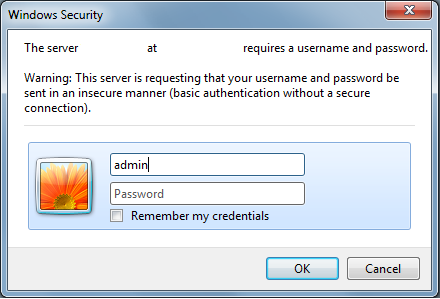 Windows Security
The server at requires a username and password.
Warning: This server is requesting that your username and password be
sent in an insecure manner (basic authentication without a secure
connection).
admin
Password
Remember my credentials
OK Cancel